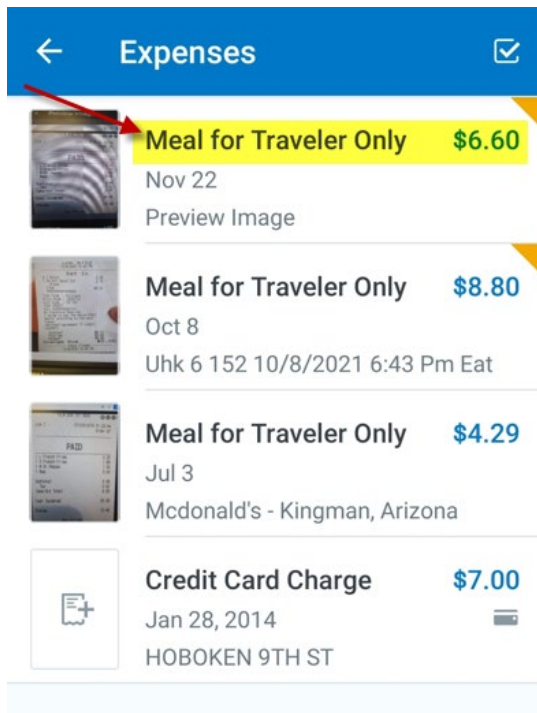 Expenses
Meal for Traveler Only $6.60
Nov 22
Preview Image
Meal for Traveler Only $8.80
Oct 8
Uhk 6 152 10/8/2021 6:43 Pm Eat
Meal for Traveler Only $4.29
Jul 3
PAID
Mcdonald's - Kingman, Arizona
Credit Card Charge $7.00
Jan 28, 2014
HOBOKEN 9TH ST